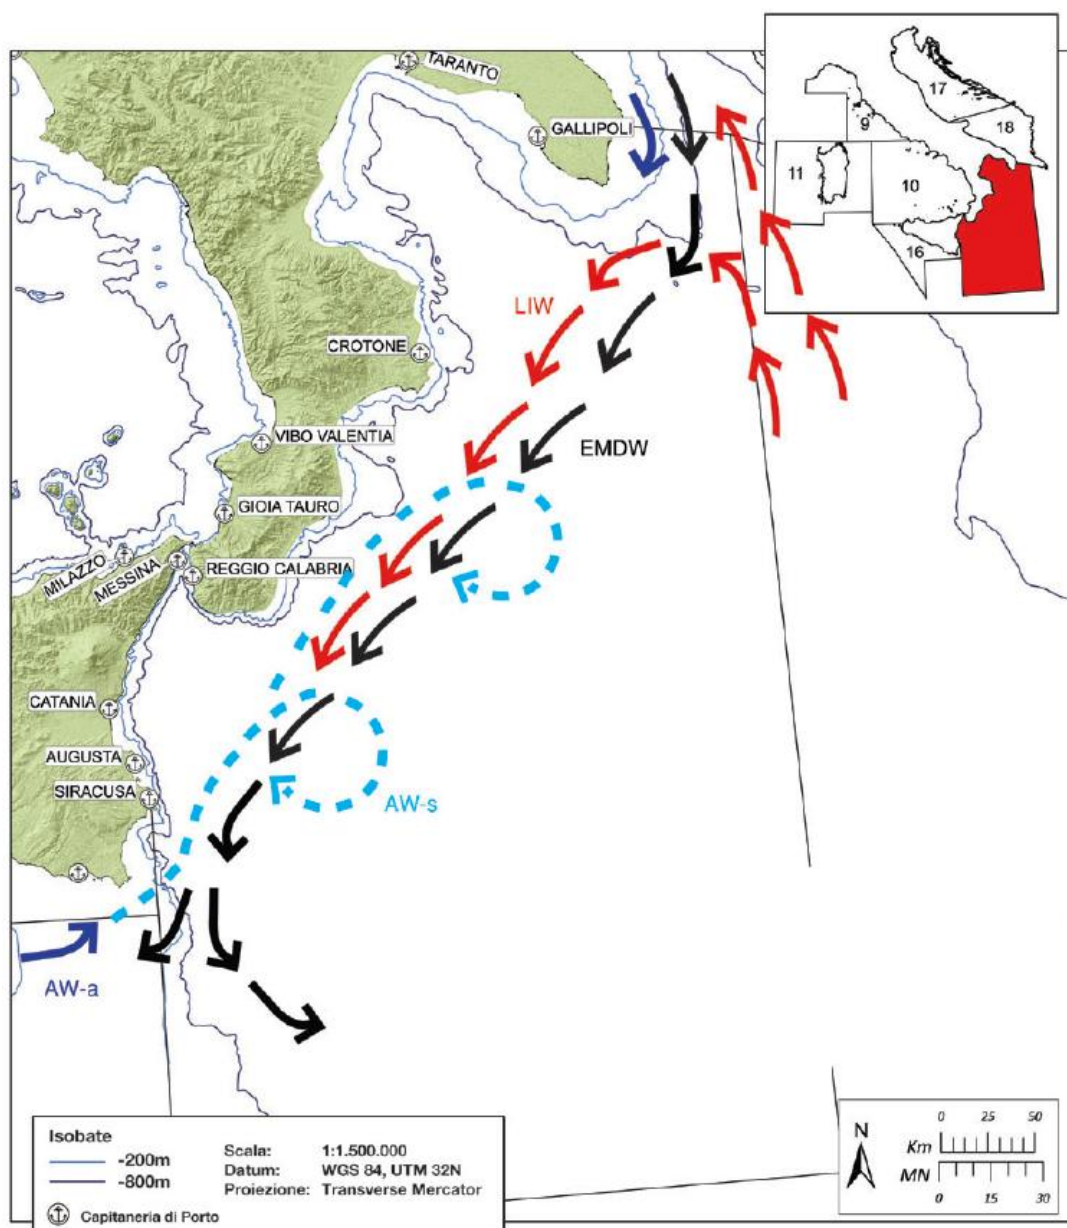 TARANTO
GALLIPOLI
17
9
18
11
10
16
LIW
CROTONE
VIBO VALENTIA
EMDW
GIOIA TAURO
MILAZZO
MESSINA
REGGIO CALABRIA
CATANIA
AUGUSTA
SIRACUSA
AW-s
AW-a
Isobate
-200m
-800m
Scala: 1:1.500.000
Datum: WGS 84, UTM 32N
Proiezione: Transverse Mercator
Capitaneria di Porto
N
0 25 50
Km
MN
0 15 30